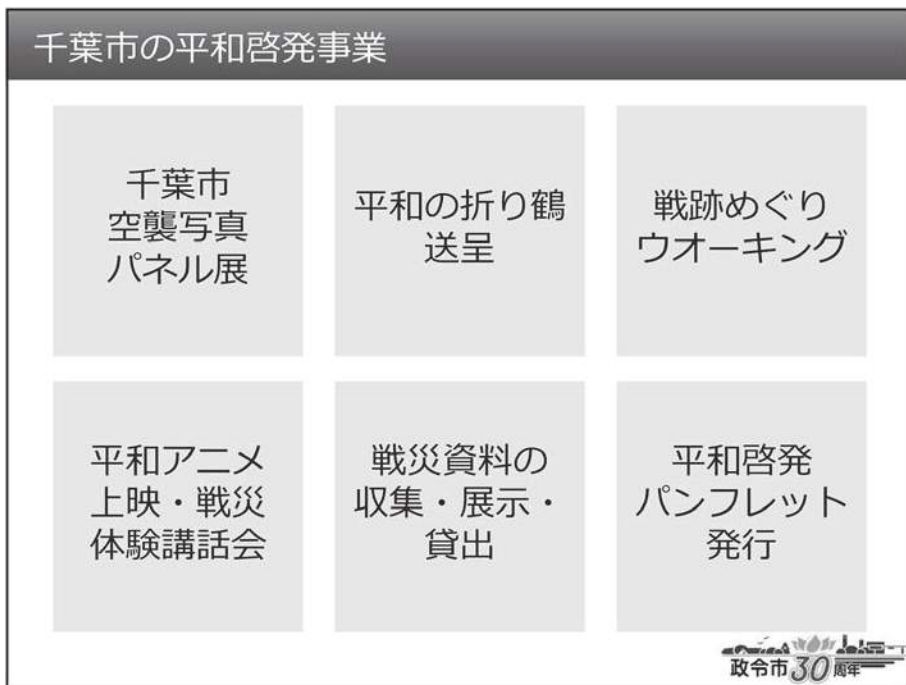 千葉市の平和啓発事業
千葉市
空襲写真
パネル展
平和の折り鶴
送呈
戦跡めぐり
ウオーキング
平和アニメ
上映・戦災
体験講話会
戦災資料の
収集・展示・
貸出
平和啓発
パンフレット
発行
政令市30周年